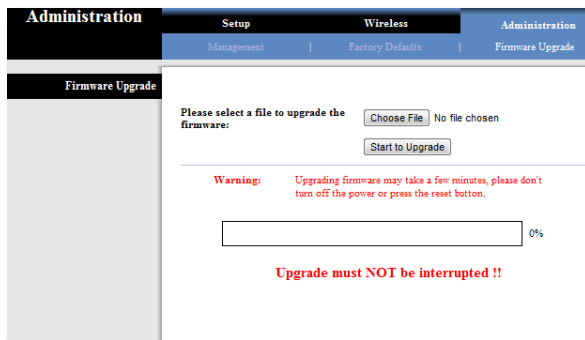 Administration
Setup Wireless Administration
Management | Factory Defaults | Firmware Upgrade
Firmware Upgrade
Please select a file to upgrade the
firmware:
Choose File No file chosen
Start to Upgrade
Warning: Upgrading firmware may take a few minutes, please don't
turn off the power or press the reset button.
0%
Upgrade must NOT be interrupted !!